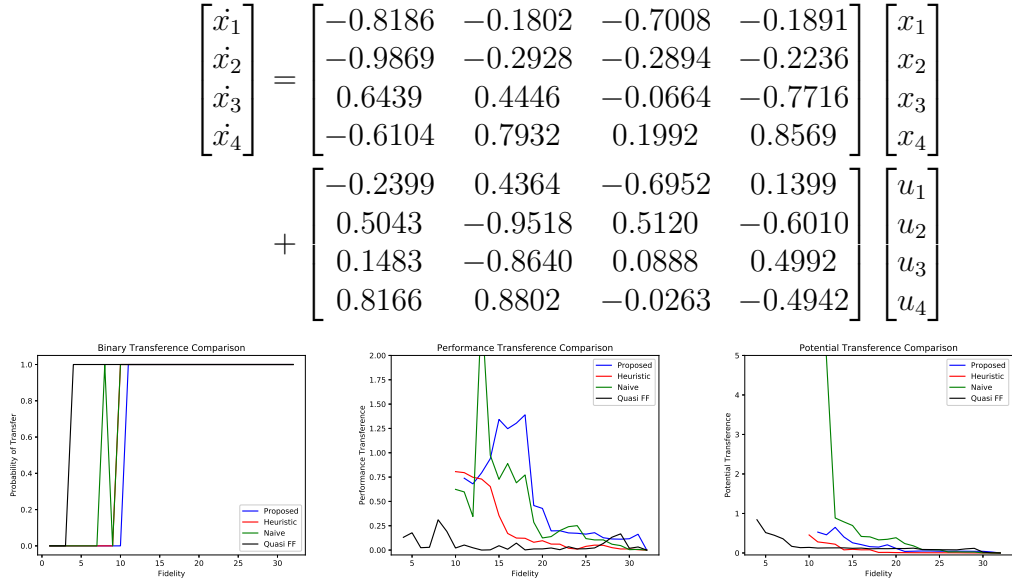 ẋ1 −0.8186 −0.1802 −0.7008 −0.1891 x1
ẋ2 −0.9869 −0.2928 −0.2894 −0.2236 x2
=
ẋ3 0.6439 0.4446 −0.0664 −0.7716 x3
ẋ4 −0.6104 0.7932 0.1992 0.8569 x4
−0.2399 0.4364 −0.6952 0.1399 u1
0.5043 −0.9518 0.5120 −0.6010 u2
+
0.1483 −0.8640 0.0888 0.4992 u3
0.8166 0.8802 −0.0263 −0.4942 u4
Binary Transference Comparison
Probability of Transfer
1.0
0.8
0.6
0.4
0.2
0.0
0 5 10 15 20 25 30
Fidelity
Proposed
Heuristic
Naive
Quasi FF
Performance Transference Comparison
Performance Transference
2.00
1.75
1.50
1.25
1.00
0.75
0.50
0.25
0.00
5 10 15 20 25 30
Fidelity
Proposed
Heuristic
Naive
Quasi FF
Potential Transference Comparison
Potential Transference
5
4
3
2
1
0
5 10 15 20 25 30
Fidelity
Proposed
Heuristic
Naive
Quasi FF